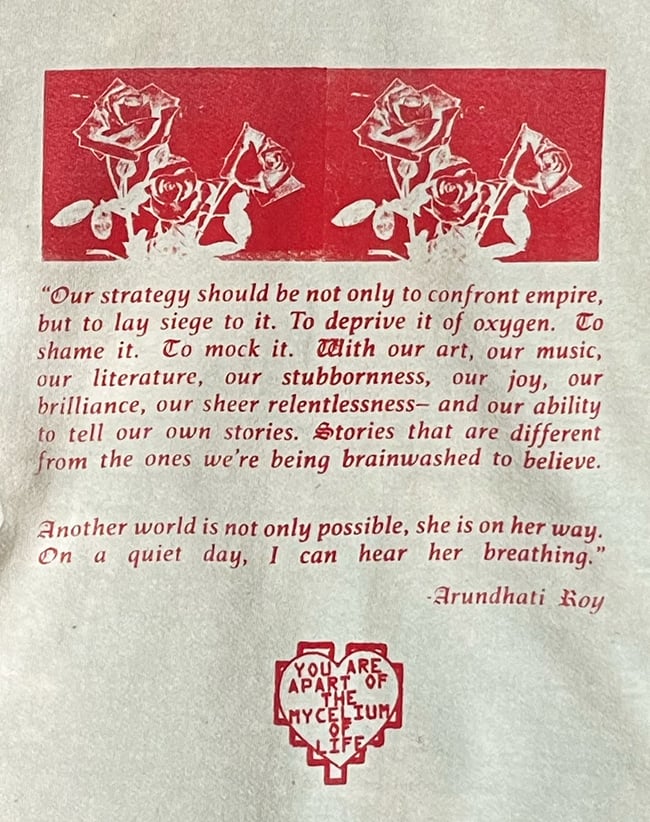 “Our strategy should be not only to confront empire,
but to lay siege to it. To deprive it of oxygen. To
shame it. To mock it. With our art, our music,
our literature, our stubbornness, our joy, our
brilliance, our sheer relentlessness– and our ability
to tell our own stories. Stories that are different
from the ones we’re being brainwashed to believe.
Another world is not only possible, she is on her way.
On a quiet day, I can hear her breathing.”
-Arundhati Roy
YOU ARE
APART OF
THE
MYCELIUM
OF
LIFE